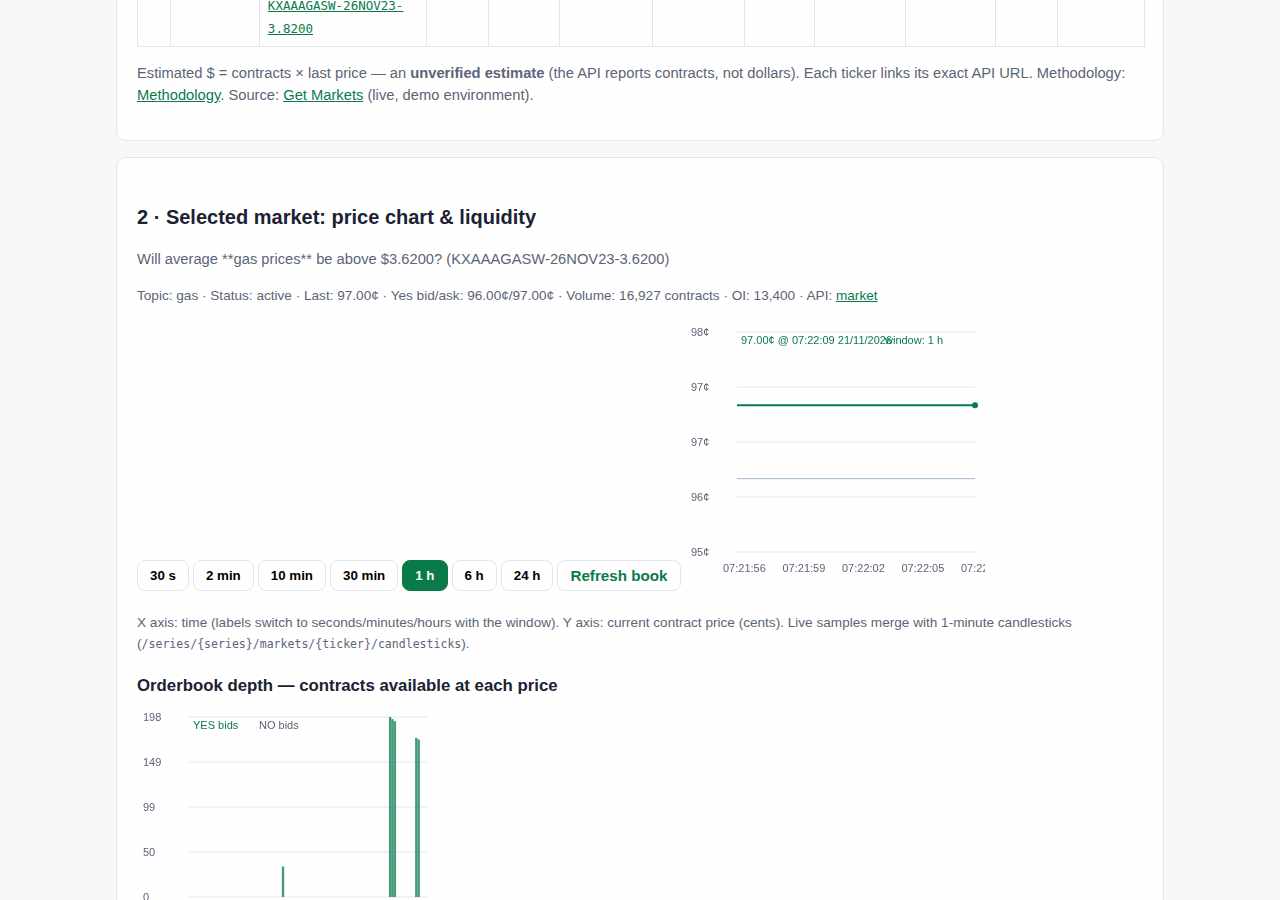 KXAAAGASW-26NOV23-
3.8200
Estimated $ = contracts × last price — an unverified estimate (the API reports contracts, not dollars). Each ticker links its exact API URL. Methodology:
Methodology. Source: Get Markets (live, demo environment).
2 · Selected market: price chart & liquidity
Will average **gas prices** be above $3.6200? (KXAAAGASW-26NOV23-3.6200)
Topic: gas · Status: active · Last: 97.00¢ · Yes bid/ask: 96.00¢/97.00¢ · Volume: 16,927 contracts · OI: 13,400 · API: market
98¢
97.00¢ @ 07:22:09 21/11/2026
window: 1 h
97¢
97¢
96¢
95¢
07:21:56 07:21:59 07:22:02 07:22:05 07:22
30 s 2 min 10 min 30 min 1 h 6 h 24 h Refresh book
X axis: time (labels switch to seconds/minutes/hours with the window). Y axis: current contract price (cents). Live samples merge with 1-minute candlesticks
(/series/{series}/markets/{ticker}/candlesticks).
Orderbook depth — contracts available at each price
198
YES bids NO bids
149
99
50
0